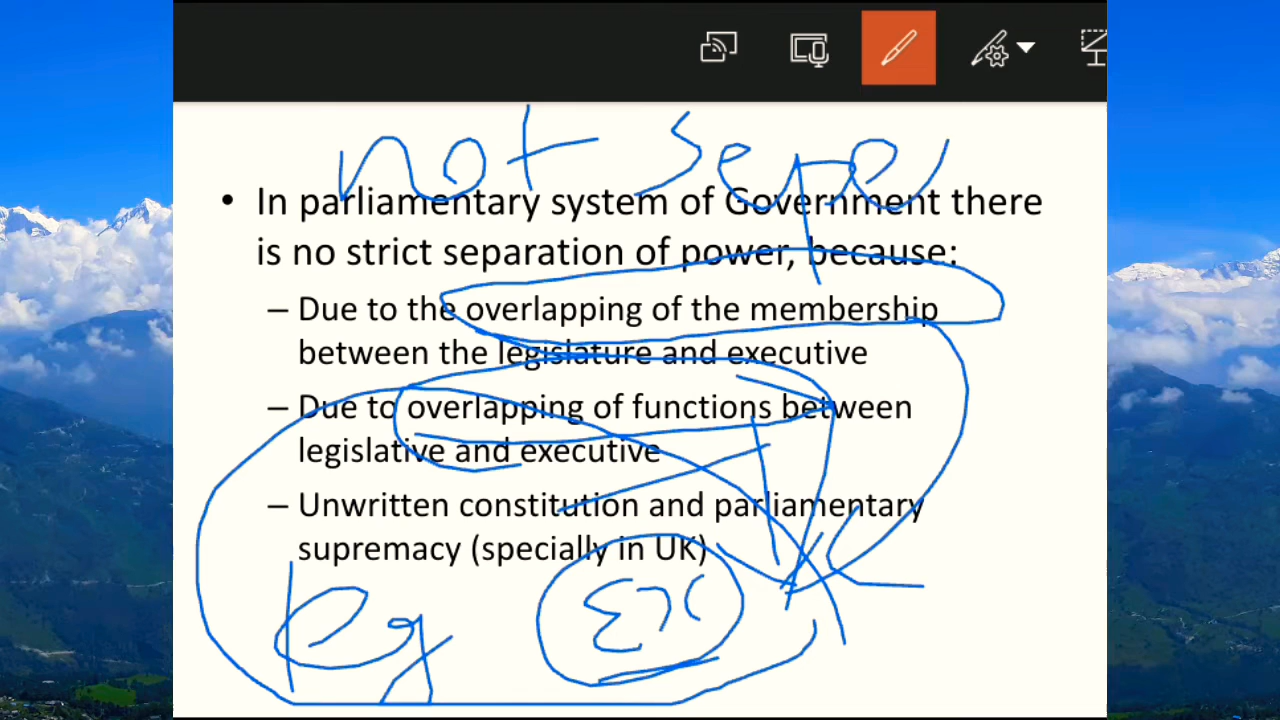 not sepe
• In parliamentary system of Government there
is no strict separation of power, because:
– Due to the overlapping of the membership
between the legislature and executive
– Due to overlapping of functions between
legislative and executive
– Unwritten constitution and parliamentary
supremacy (specially in UK)